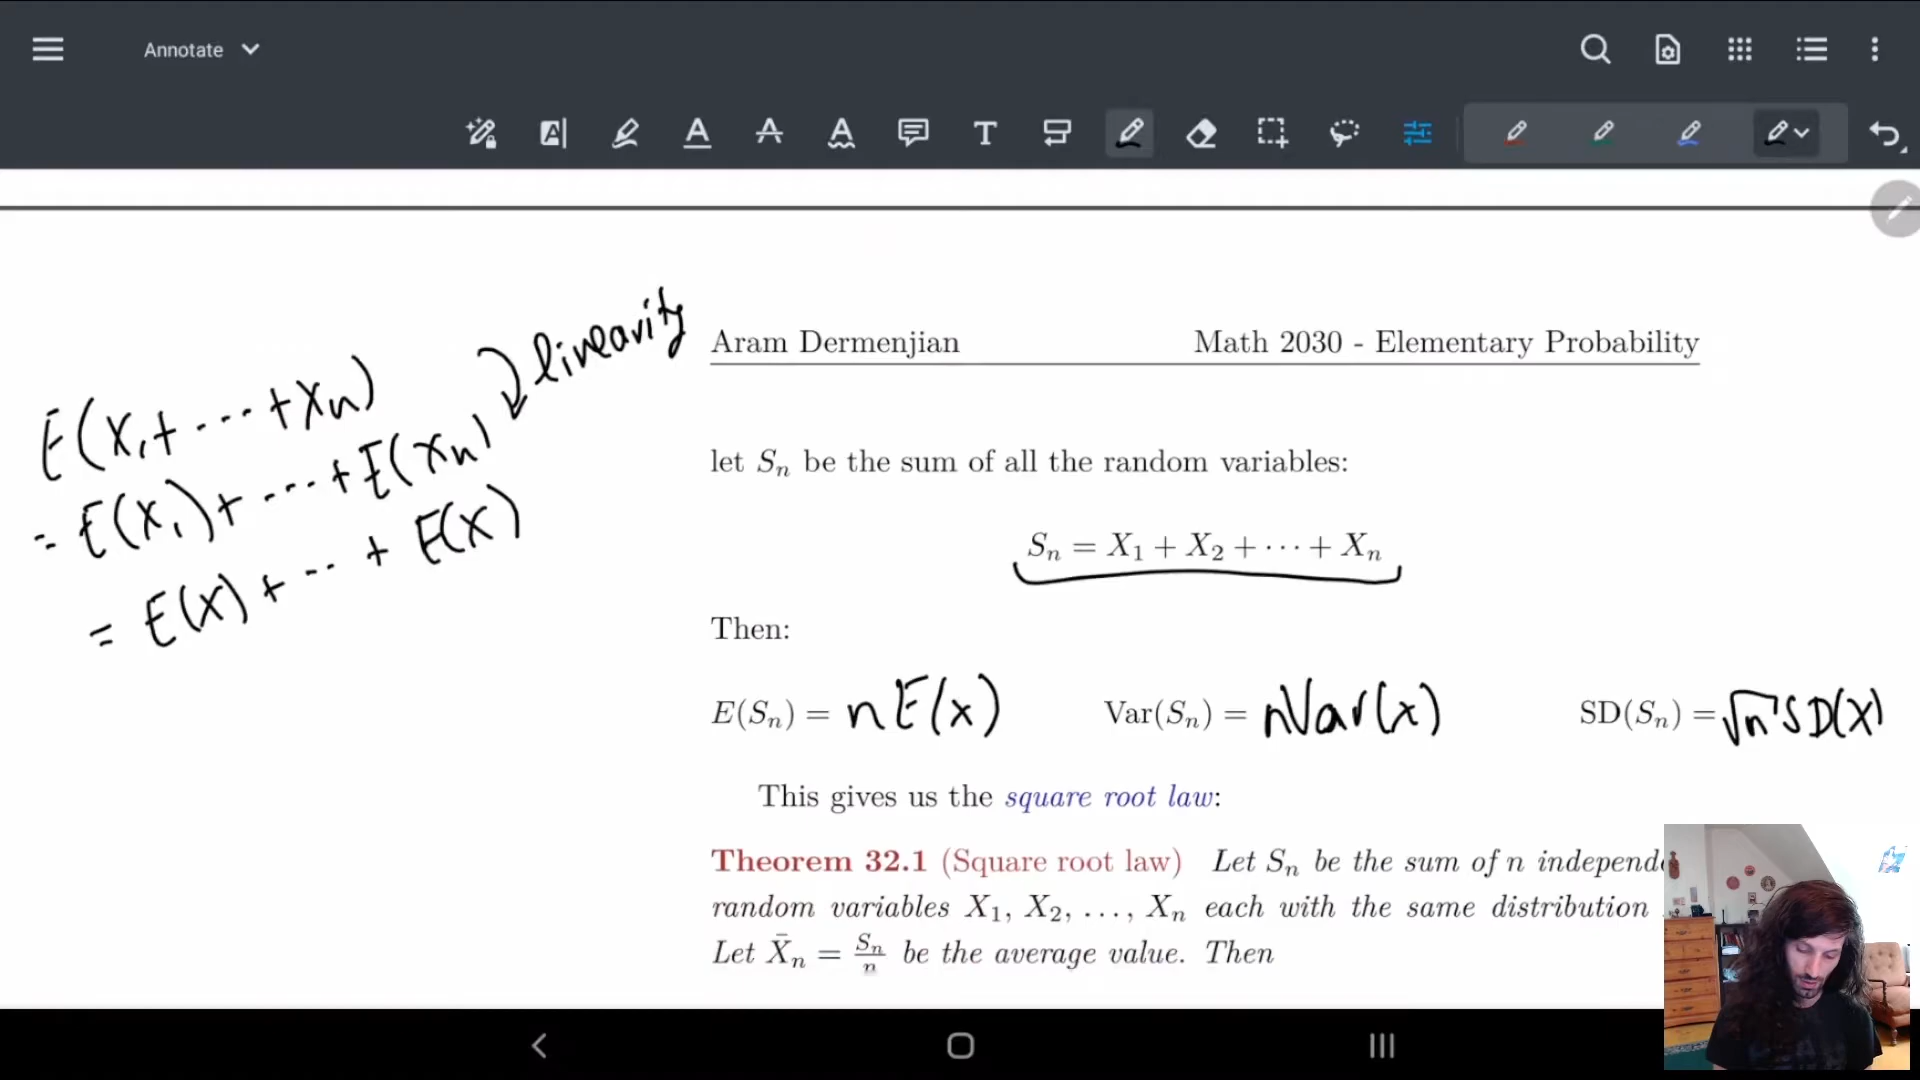 Annotate
Aram Dermenjian Math 2030 - Elementary Probability
linearity
E(X₁+···+Xn)
= E(X₁)+···+E(Xn)
= E(X)+···+E(X)
let Sₙ be the sum of all the random variables:
Sₙ = X₁ + X₂ + ··· + Xₙ
Then:
E(Sₙ) = nE(x) Var(Sₙ) = nVar(x) SD(Sₙ) = √n SD(X)
This gives us the square root law:
Theorem 32.1 (Square root law) Let Sₙ be the sum of n
random variables X₁, X₂, ..., Xₙ each with the same distribution
Let X̄ₙ = Sₙ/n be the average value. Then